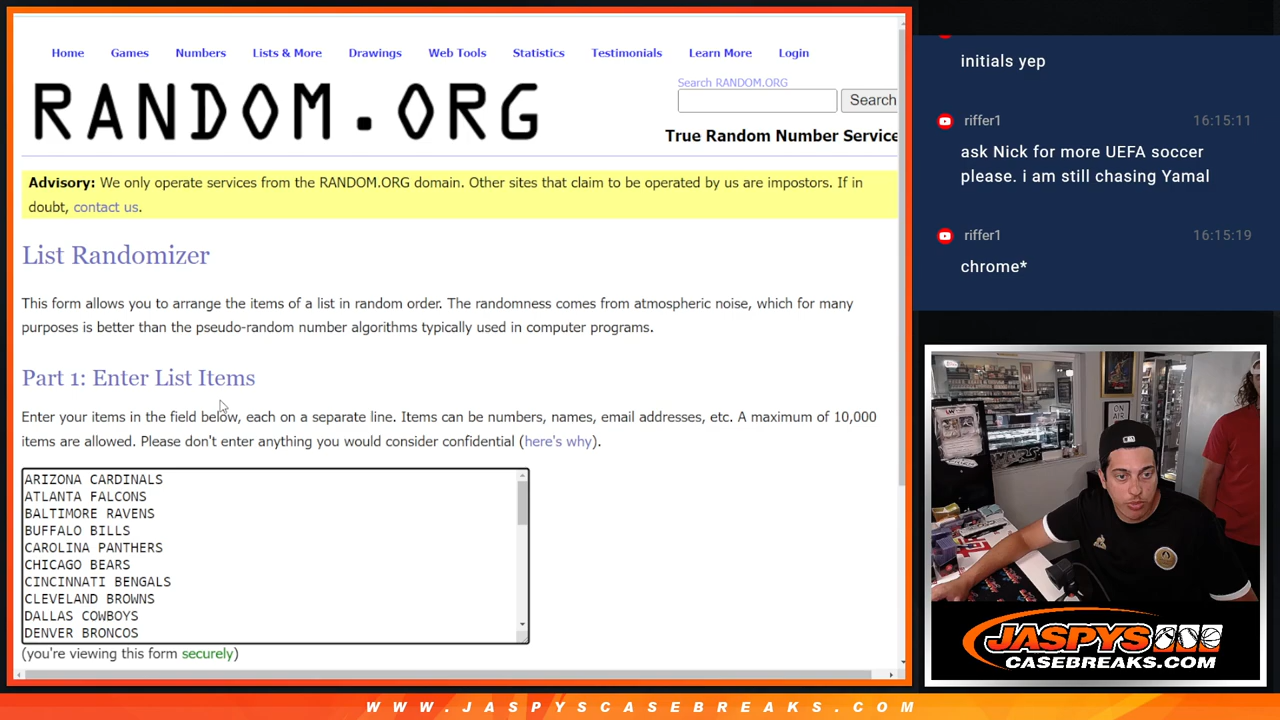 Home Games Numbers Lists & More Drawings Web Tools Statistics Testimonials Learn More Login
RANDOM.ORG
Search RANDOM.ORG
Search
True Random Number Service
Advisory: We only operate services from the RANDOM.ORG domain. Other sites that claim to be operated by us are impostors. If in
doubt, contact us.
List Randomizer
This form allows you to arrange the items of a list in random order. The randomness comes from atmospheric noise, which for many
purposes is better than the pseudo-random number algorithms typically used in computer programs.
Part 1: Enter List Items
Enter your items in the field below, each on a separate line. Items can be numbers, names, email addresses, etc. A maximum of 10,000
items are allowed. Please don't enter anything you would consider confidential (here's why).
ARIZONA CARDINALS
ATLANTA FALCONS
BALTIMORE RAVENS
BUFFALO BILLS
CAROLINA PANTHERS
CHICAGO BEARS
CINCINNATI BENGALS
CLEVELAND BROWNS
DALLAS COWBOYS
DENVER BRONCOS
(you're viewing this form securely)
initials yep
riffer1 16:15:11
ask Nick for more UEFA soccer
please. i am still chasing Yamal
riffer1 16:15:19
chrome*
ON
AIR
JASPYS
CASEBREAKS.COM
WWW.JASPYSCASEBREAKS.COM